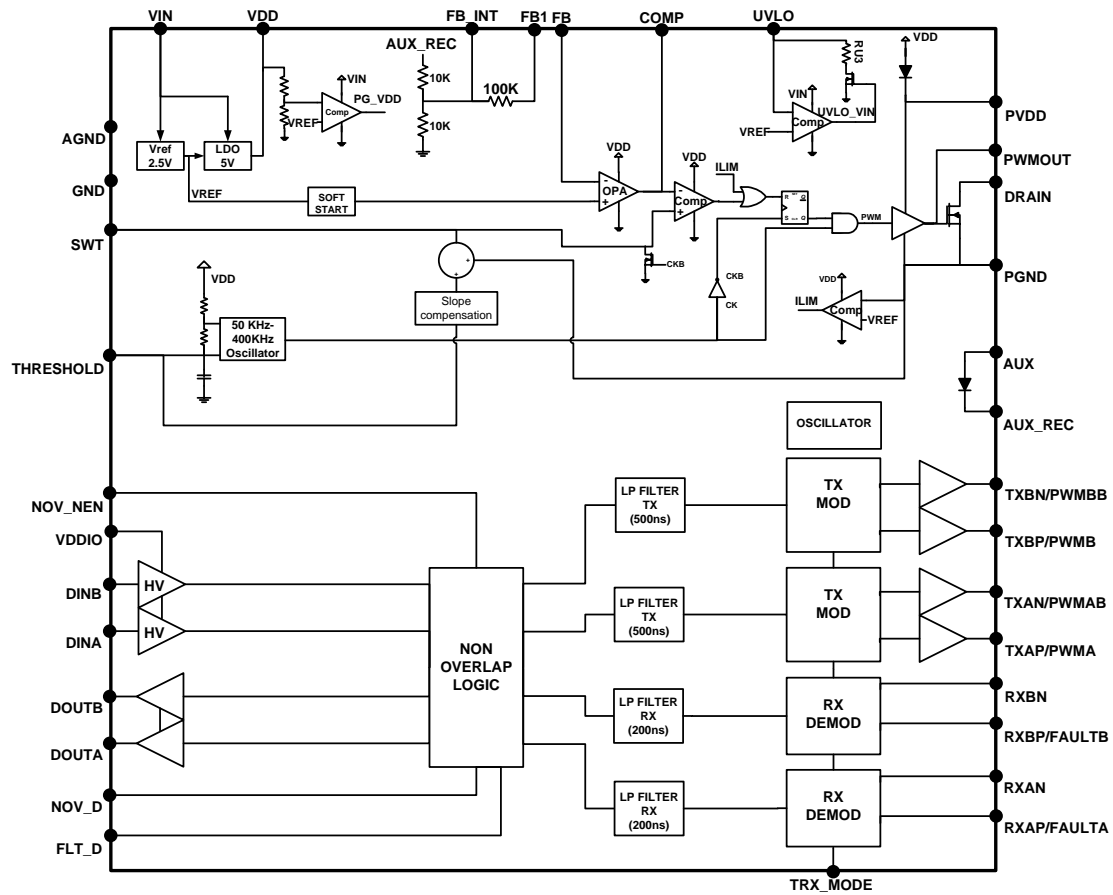 VIN
VDD
FB_INT
FB1
FB
COMP
UVLO
AUX_REC
10K
10K
100K
VIN
Comp
PG_VDD
VREF
RU3
VIN
Comp
UVLO_VIN
VREF
VDD
PVDD
PWMOUT
DRAIN
PGND
AUX
AUX_REC
AGND
GND
SWT
THRESHOLD
Vref
2.5V
LDO
5V
VREF
SOFT
START
VDD
-
OPA
+
VDD
-
Comp
+
ILIM
R
Q
S
Q
PWM
CKB
CKB
CK
+
+
Slope
compensation
VDD
50 KHz-
400KHz
Oscillator
VDD
ILIM
Comp
VREF
OSCILLATOR
NOV_NEN
VDDIO
DINB
DINA
DOUTB
DOUTA
NOV_D
FLT_D
HV
HV
NON
OVERLAP
LOGIC
LP FILTER
TX
(500ns)
LP FILTER
TX
(500ns)
LP FILTER
RX
(200ns)
LP FILTER
RX
(200ns)
TX
MOD
TX
MOD
RX
DEMOD
RX
DEMOD
TXBN/PWMBB
TXBP/PWMB
TXAN/PWMAB
TXAP/PWMA
RXBN
RXBP/FAULTB
RXAN
RXAP/FAULTA
TRX_MODE